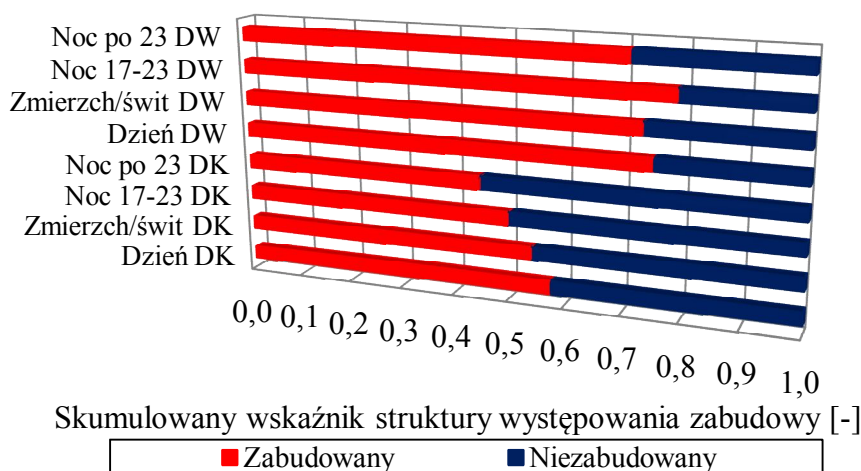 Noc po 23 DW
Noc 17-23 DW
Zmierzch/świt DW
Dzień DW
Noc po 23 DK
Noc 17-23 DK
Zmierzch/świt DK
Dzień DK
0,0 0,1 0,2 0,3 0,4 0,5 0,6 0,7 0,8 0,9 1,0
Skumulowany wskaźnik struktury występowania zabudowy [-]
Zabudowany Niezabudowany